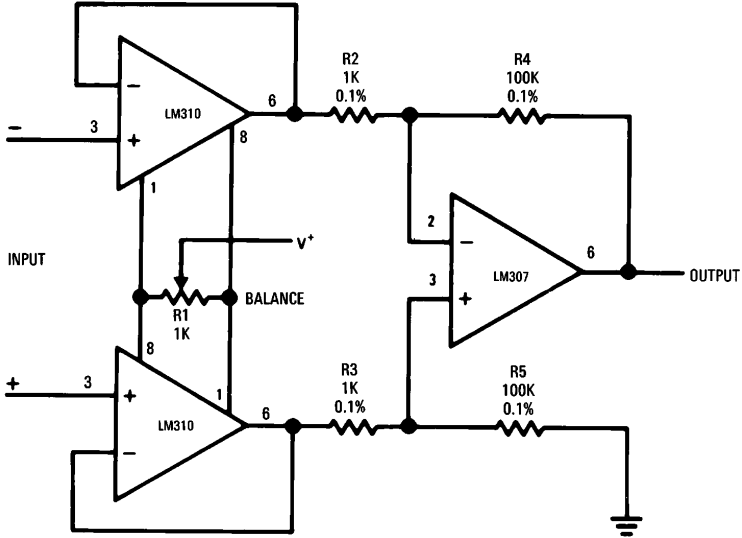 R2
1K
0.1%
R4
100K
0.1%
−
LM310
6
−
3
+
8
1
INPUT
V+
2
−
6
3
LM307
OUTPUT
+
BALANCE
R1
1K
8
+
3
+
1
6
LM310
−
R3
1K
0.1%
R5
100K
0.1%